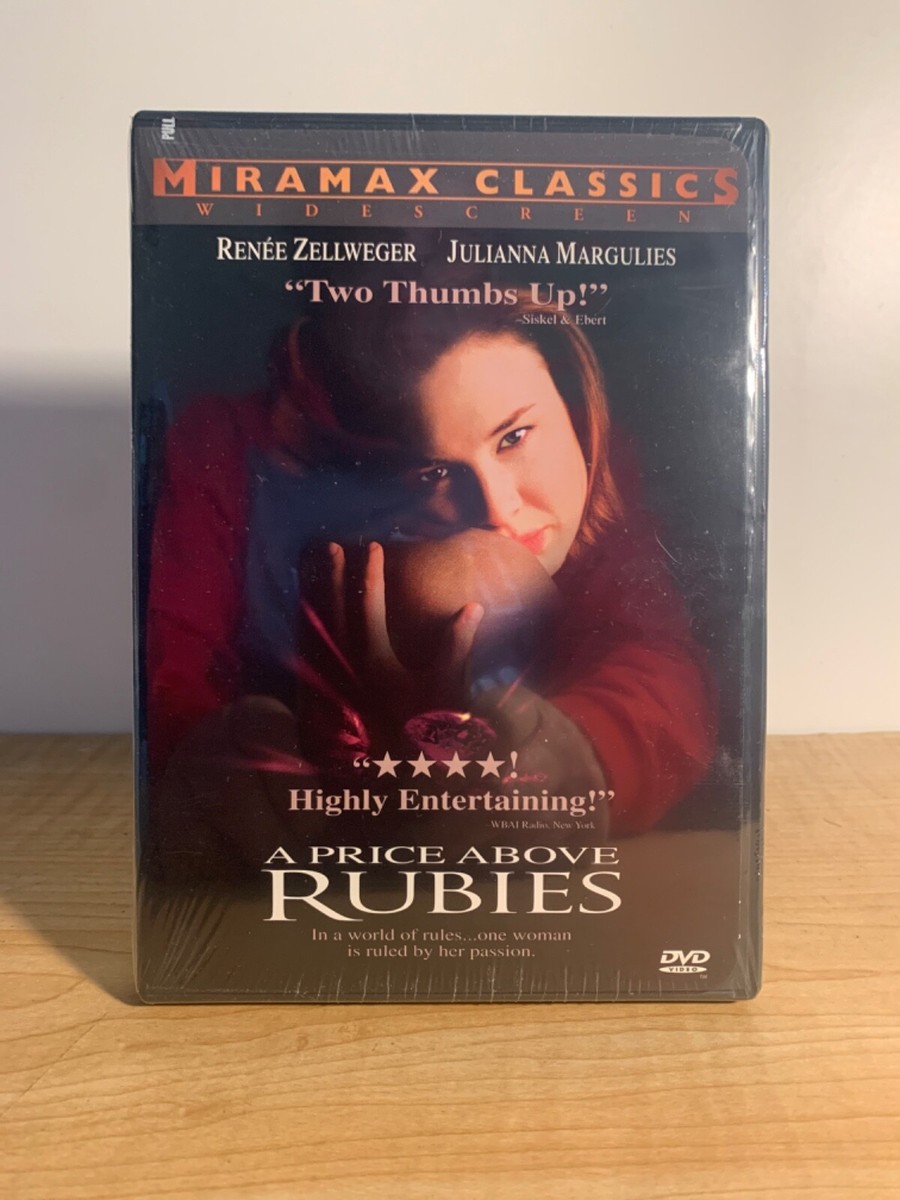 PULL
MIRAMAX CLASSICS
WIDESCREEN
RENÉE ZELLWEGER JULIANNA MARGULIES
“TWO THUMBS UP!”
–Siskel & Ebert
“★★★★!
Highly Entertaining!”
–WBAI Radio, New York
A PRICE ABOVE
RUBIES
In a world of rules...one woman
is ruled by her passion.
DVD
VIDEO
TM